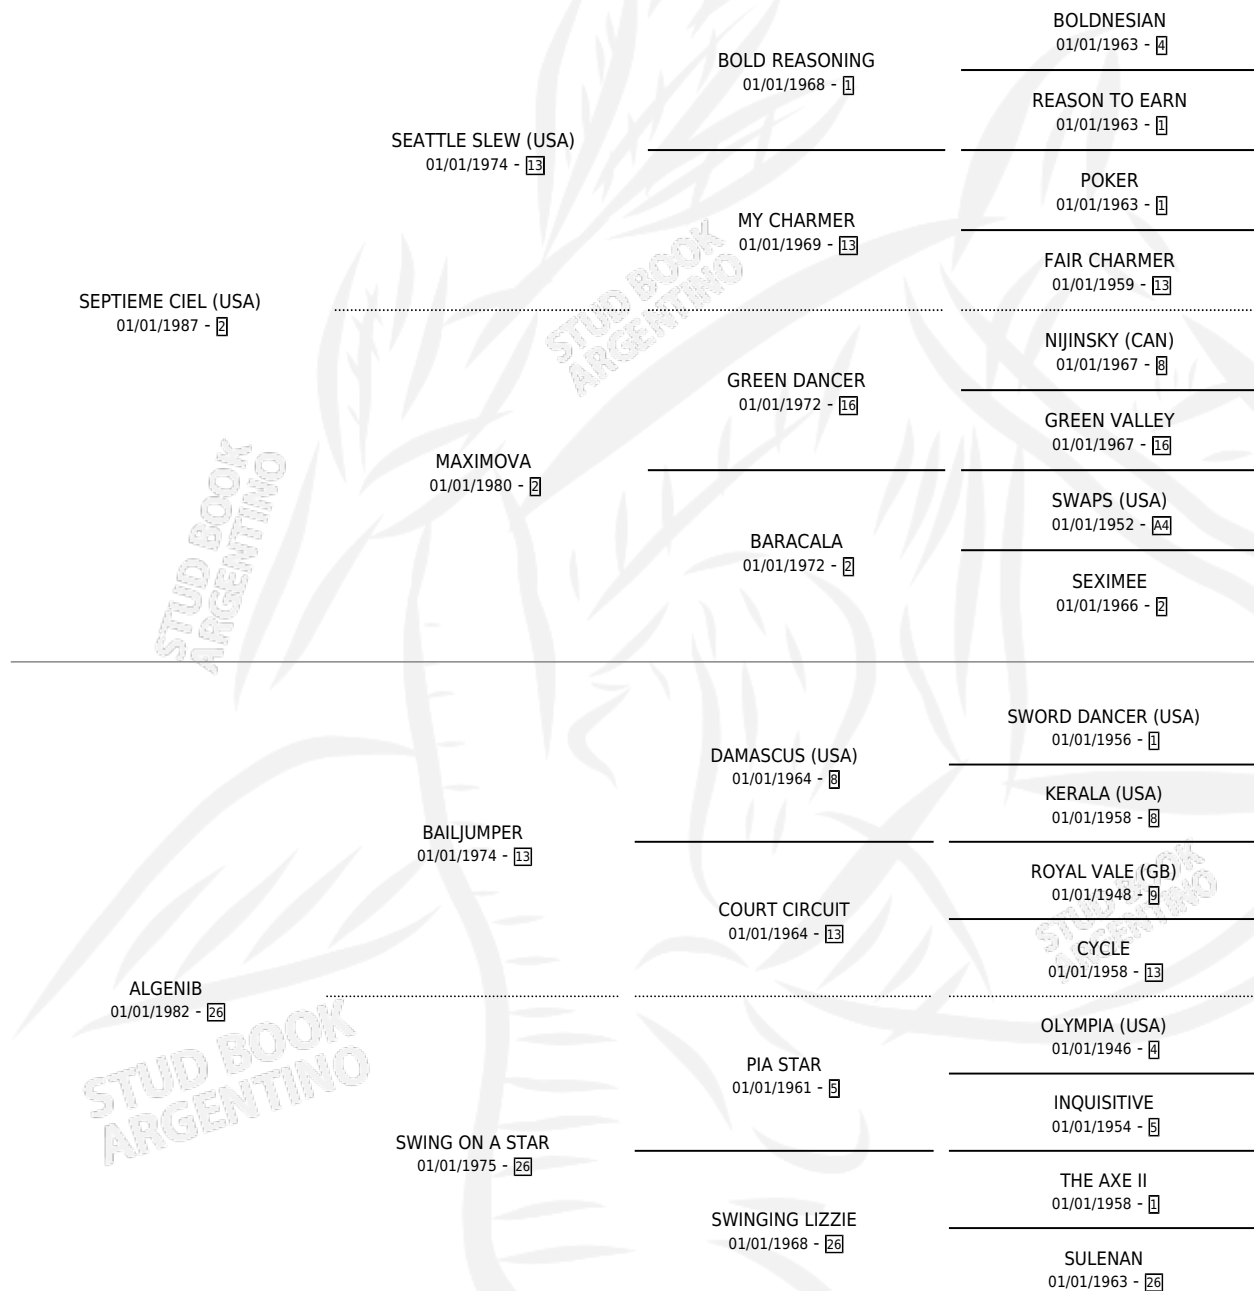 BOLDNESIAN
01/01/1963 - 4
BOLD REASONING
01/01/1968 - 1
REASON TO EARN
01/01/1963 - 1
SEATTLE SLEW (USA)
01/01/1974 - 13
POKER
01/01/1963 - 1
MY CHARMER
01/01/1969 - 13
FAIR CHARMER
01/01/1959 - 13
SEPTIEME CIEL (USA)
01/01/1987 - 2
NIJINSKY (CAN)
01/01/1967 - 8
GREEN DANCER
01/01/1972 - 16
GREEN VALLEY
01/01/1967 - 16
MAXIMOVA
01/01/1980 - 2
SWAPS (USA)
01/01/1952 - A4
BARACALA
01/01/1972 - 2
SEXIMEE
01/01/1966 - 2
SWORD DANCER (USA)
01/01/1956 - 1
DAMASCUS (USA)
01/01/1964 - 8
KERALA (USA)
01/01/1958 - 8
BAILJUMPER
01/01/1974 - 13
ROYAL VALE (GB)
01/01/1948 - 9
COURT CIRCUIT
01/01/1964 - 13
CYCLE
01/01/1958 - 13
ALGENIB
01/01/1982 - 26
OLYMPIA (USA)
01/01/1946 - 4
PIA STAR
01/01/1961 - 5
INQUISITIVE
01/01/1954 - 5
SWING ON A STAR
01/01/1975 - 26
THE AXE II
01/01/1958 - 1
SWINGING LIZZIE
01/01/1968 - 26
SULENAN
01/01/1963 - 26
STUD BOOK
ARGENTINO
STUD BOOK
ARGENTINO
STUD BOOK
ARGENTINO
STUD BOOK
ARGENTINO